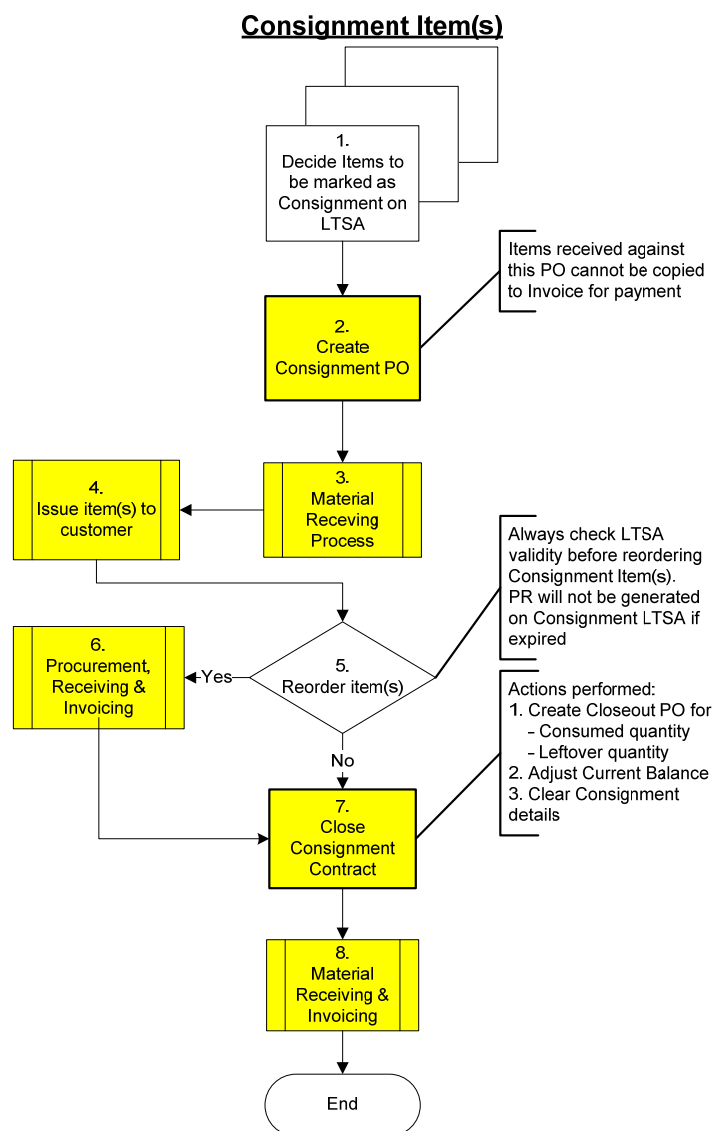 Consignment Item(s)
1.
Decide Items to
be marked as
Consignment on
LTSA
Items received against
this PO cannot be copied
to Invoice for payment
2.
Create
Consignment PO
3.
Material
Receving
Process
4.
Issue item(s) to
customer
Always check LTSA
validity before reordering
Consignment Item(s).
PR will not be generated
on Consignment LTSA if
expired
5.
Reorder item(s)
Yes
6.
Procurement,
Receiving &
Invoicing
No
Actions performed:
1. Create Closeout PO for
– Consumed quantity
– Leftover quantity
2. Adjust Current Balance
3. Clear Consignment
details
7.
Close
Consignment
Contract
8.
Material
Receiving &
Invoicing
End